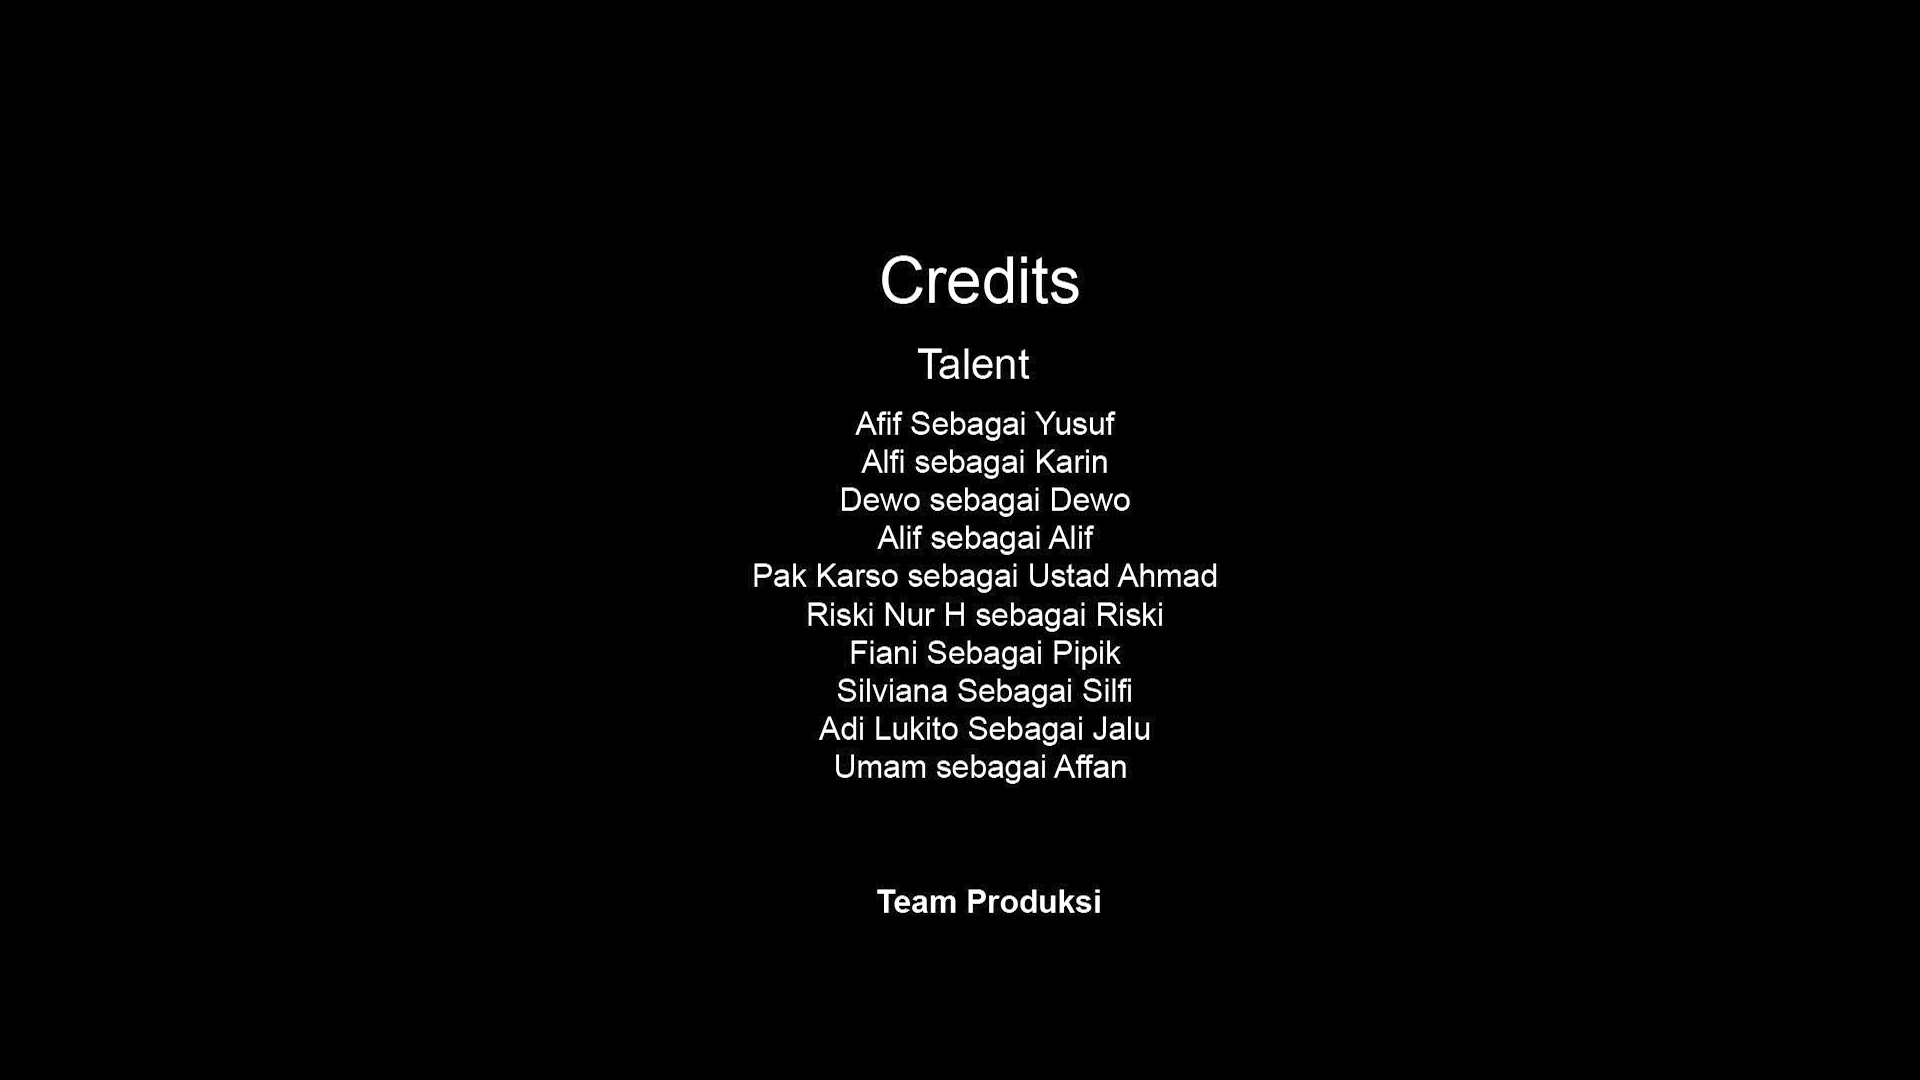 Credits
Talent
Afif Sebagai Yusuf
Alfi sebagai Karin
Dewo sebagai Dewo
Alif sebagai Alif
Pak Karso sebagai Ustad Ahmad
Riski Nur H sebagai Riski
Fiani Sebagai Pipik
Silviana Sebagai Silfi
Adi Lukito Sebagai Jalu
Umam sebagai Affan
Team Produksi